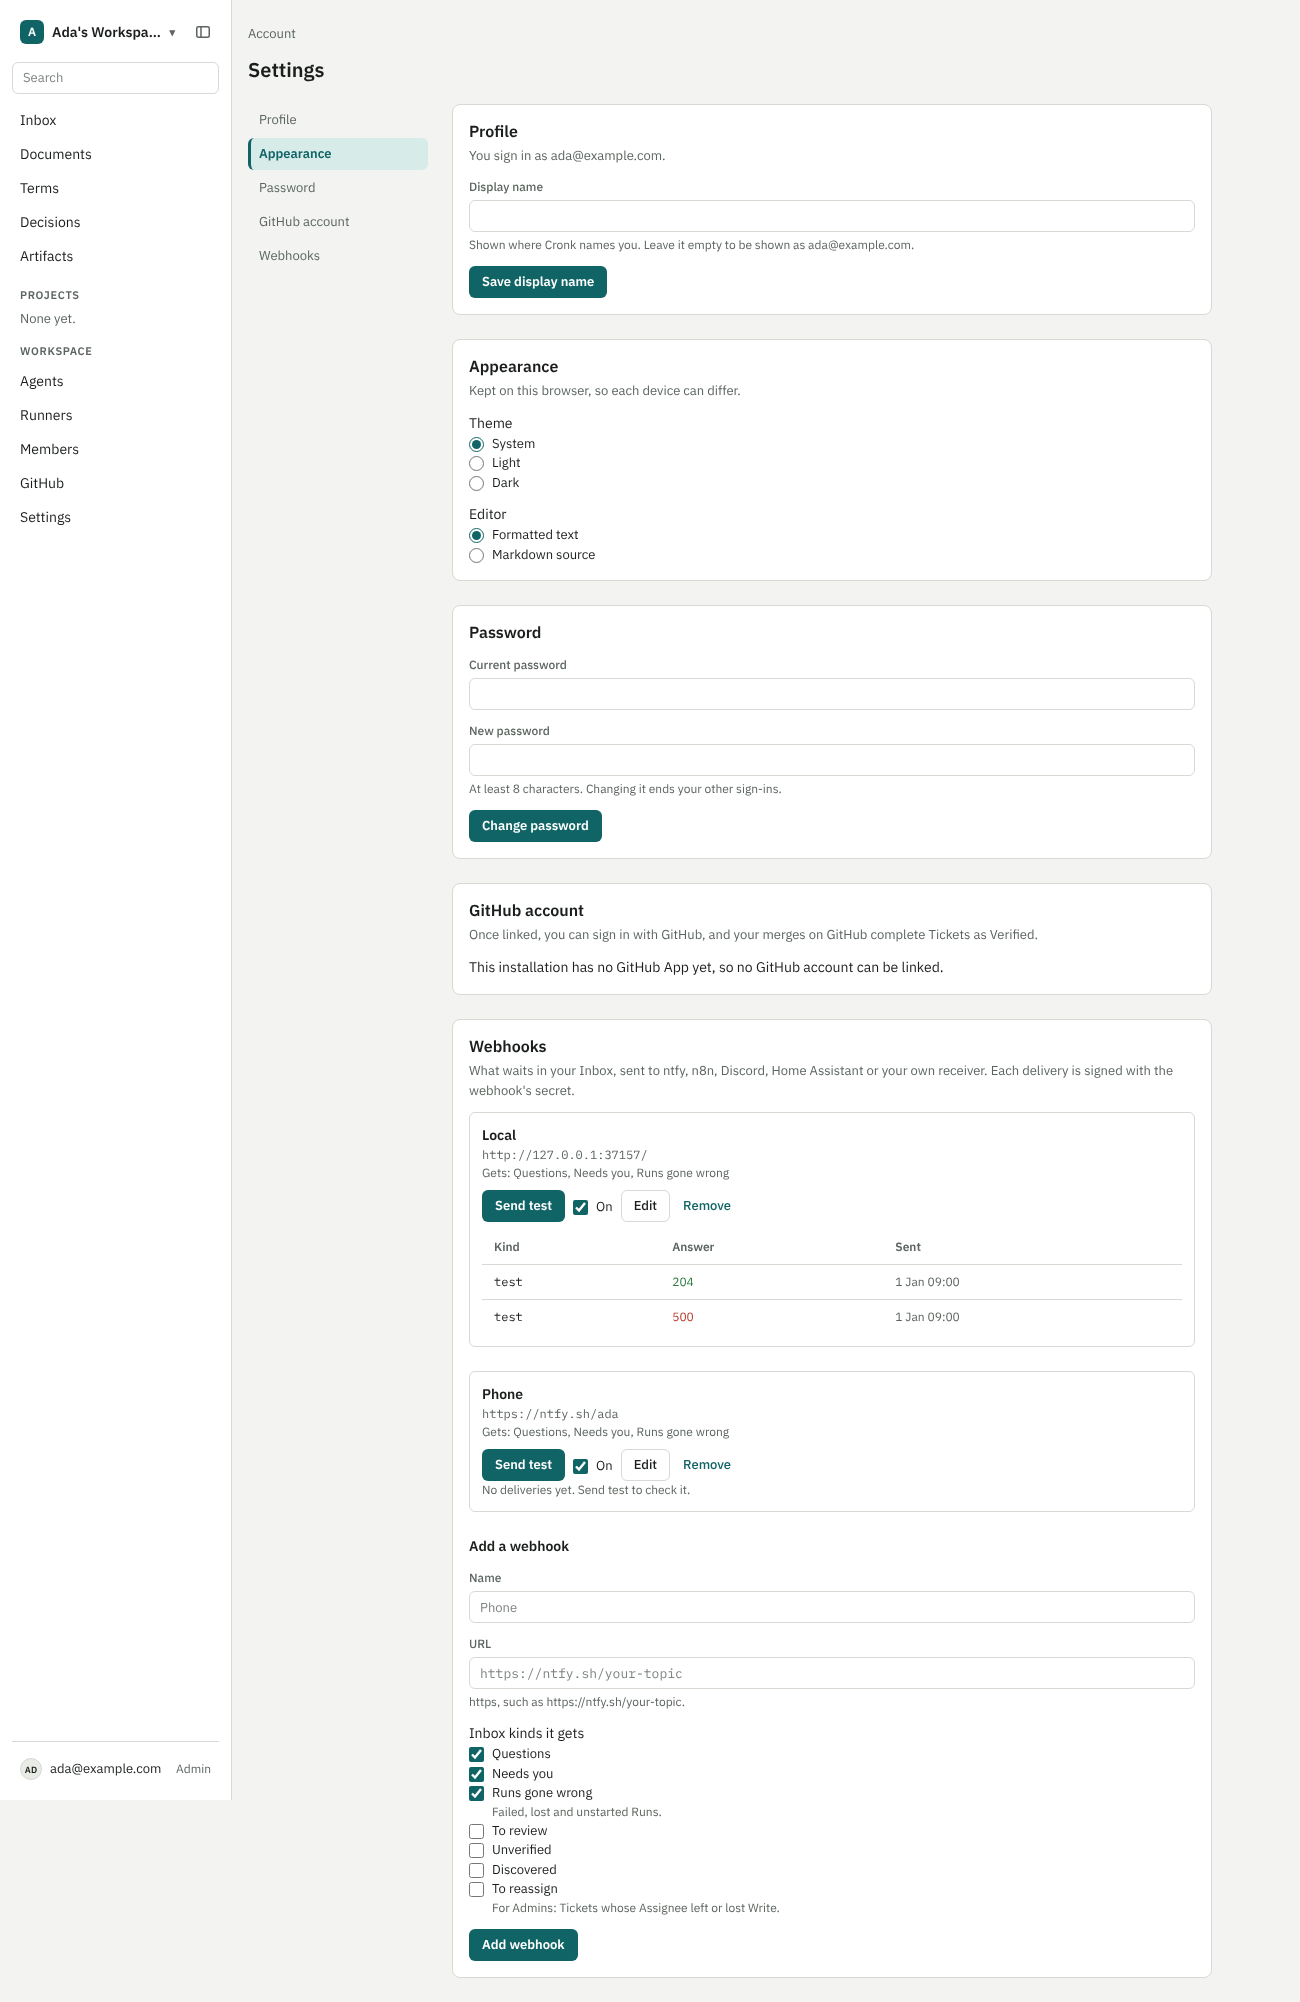 A Ada's Workspa... ▾
Search
Inbox
Documents
Terms
Decisions
Artifacts
PROJECTS
None yet.
WORKSPACE
Agents
Runners
Members
GitHub
Settings
AD ada@example.com Admin
Account
Settings
Profile
Appearance
Password
GitHub account
Webhooks
Profile
You sign in as ada@example.com.
Display name
Shown where Cronk names you. Leave it empty to be shown as ada@example.com.
Save display name
Appearance
Kept on this browser, so each device can differ.
Theme
System
Light
Dark
Editor
Formatted text
Markdown source
Password
Current password
New password
At least 8 characters. Changing it ends your other sign-ins.
Change password
GitHub account
Once linked, you can sign in with GitHub, and your merges on GitHub complete Tickets as Verified.
This installation has no GitHub App yet, so no GitHub account can be linked.
Webhooks
What waits in your Inbox, sent to ntfy, n8n, Discord, Home Assistant or your own receiver. Each delivery is signed with the
webhook's secret.
Local
http://127.0.0.1:37157/
Gets: Questions, Needs you, Runs gone wrong
Send test On Edit Remove
Kind Answer Sent
test 204 1 Jan 09:00
test 500 1 Jan 09:00
Phone
https://ntfy.sh/ada
Gets: Questions, Needs you, Runs gone wrong
Send test On Edit Remove
No deliveries yet. Send test to check it.
Add a webhook
Name
Phone
URL
https://ntfy.sh/your-topic
https, such as https://ntfy.sh/your-topic.
Inbox kinds it gets
Questions
Needs you
Runs gone wrong
Failed, lost and unstarted Runs.
To review
Unverified
Discovered
To reassign
For Admins: Tickets whose Assignee left or lost Write.
Add webhook